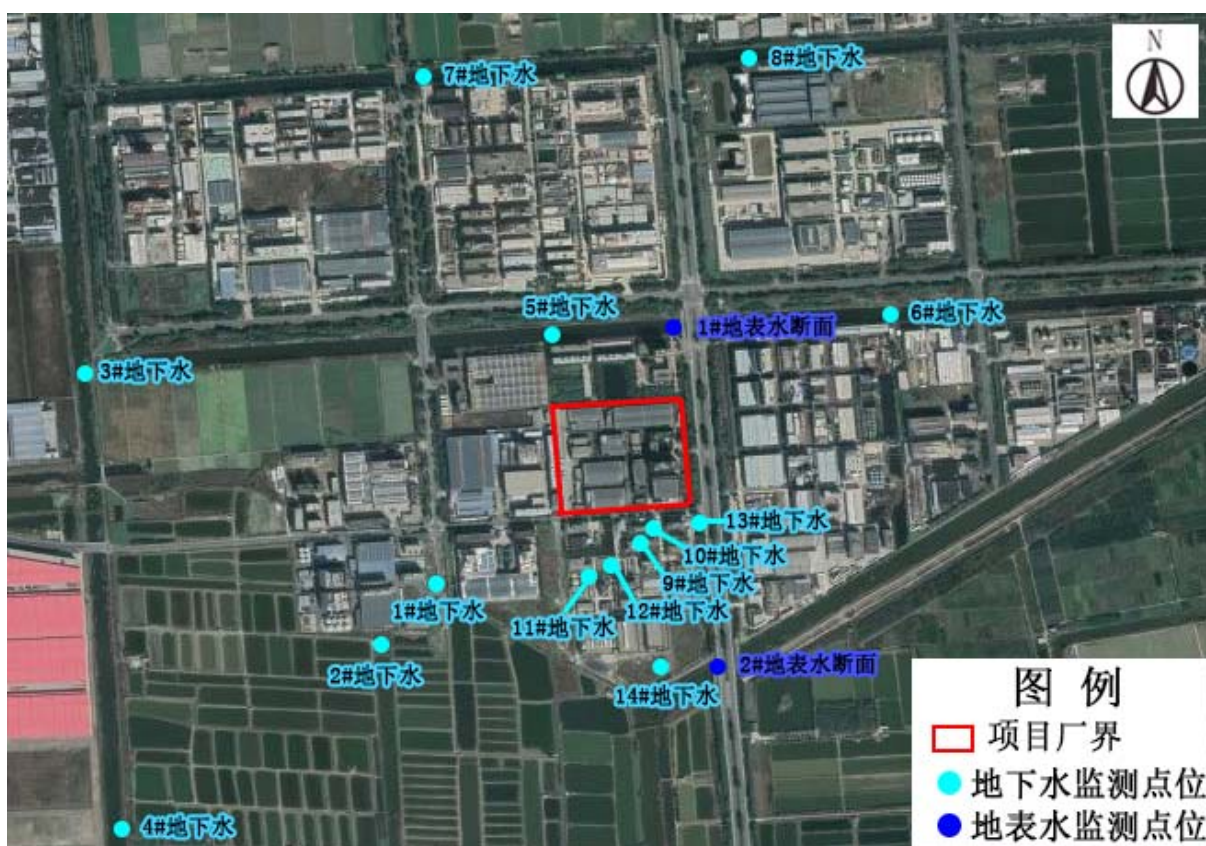 N
8#地下水
7#地下水
5#地下水
6#地下水
1#地表水断面
3#地下水
13#地下水
10#地下水
9#地下水
1#地下水
12#地下水
11#地下水
2#地下水
2#地表水断面
14#地下水
4#地下水
图 例
项目厂界
地下水监测点位
地表水监测点位